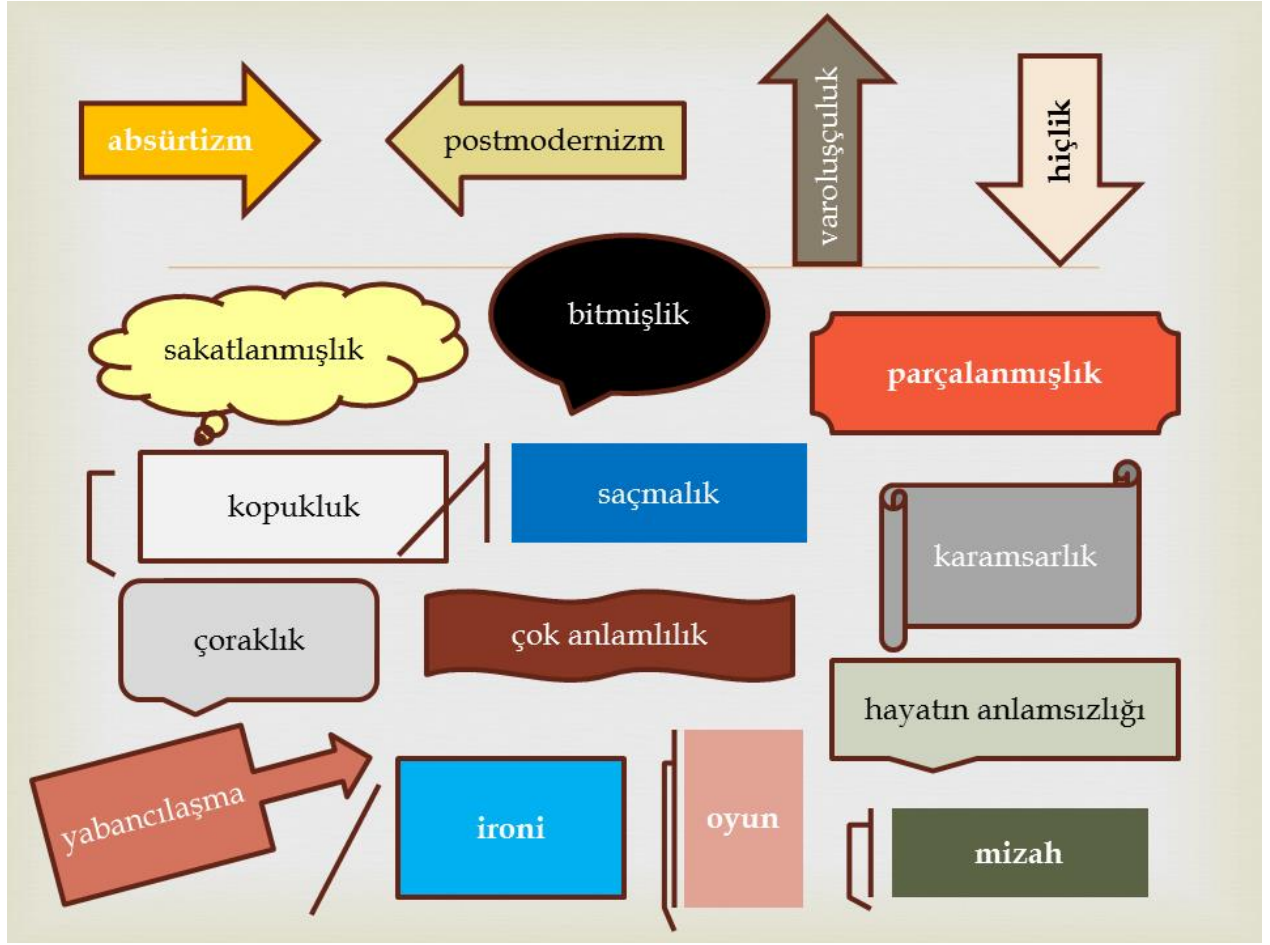 absürtizm
postmodernizm
varoluşçuluk
hiçlik
sakatlanmışlık
bitmişlik
parçalanmışlık
kopukluk
saçmalık
karamsarlık
çoraklık
çok anlamlılık
hayatın anlamsızlığı
yabancılaşma
ironi
oyun
mizah